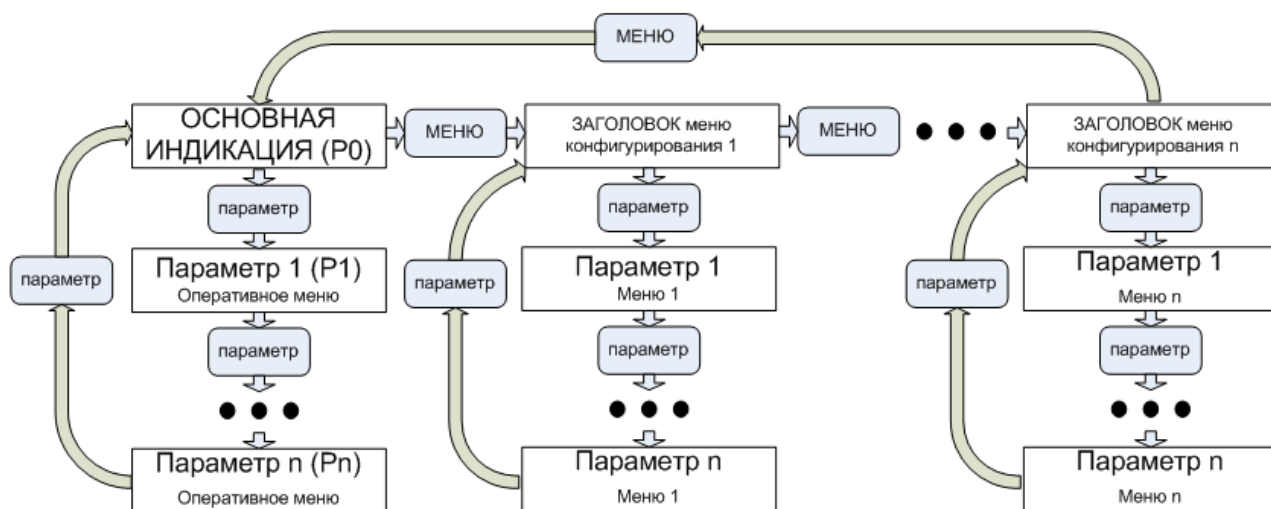 МЕНЮ
ОСНОВНАЯ
ИНДИКАЦИЯ (P0)
МЕНЮ
ЗАГОЛОВОК меню
конфигурирования 1
МЕНЮ
ЗАГОЛОВОК меню
конфигурирования n
параметр
параметр
параметр
параметр
Параметр 1 (P1)
Оперативное меню
параметр
Параметр 1
Меню 1
параметр
Параметр 1
Меню n
параметр
параметр
параметр
Параметр n (Pn)
Оперативное меню
Параметр n
Меню 1
Параметр n
Меню n